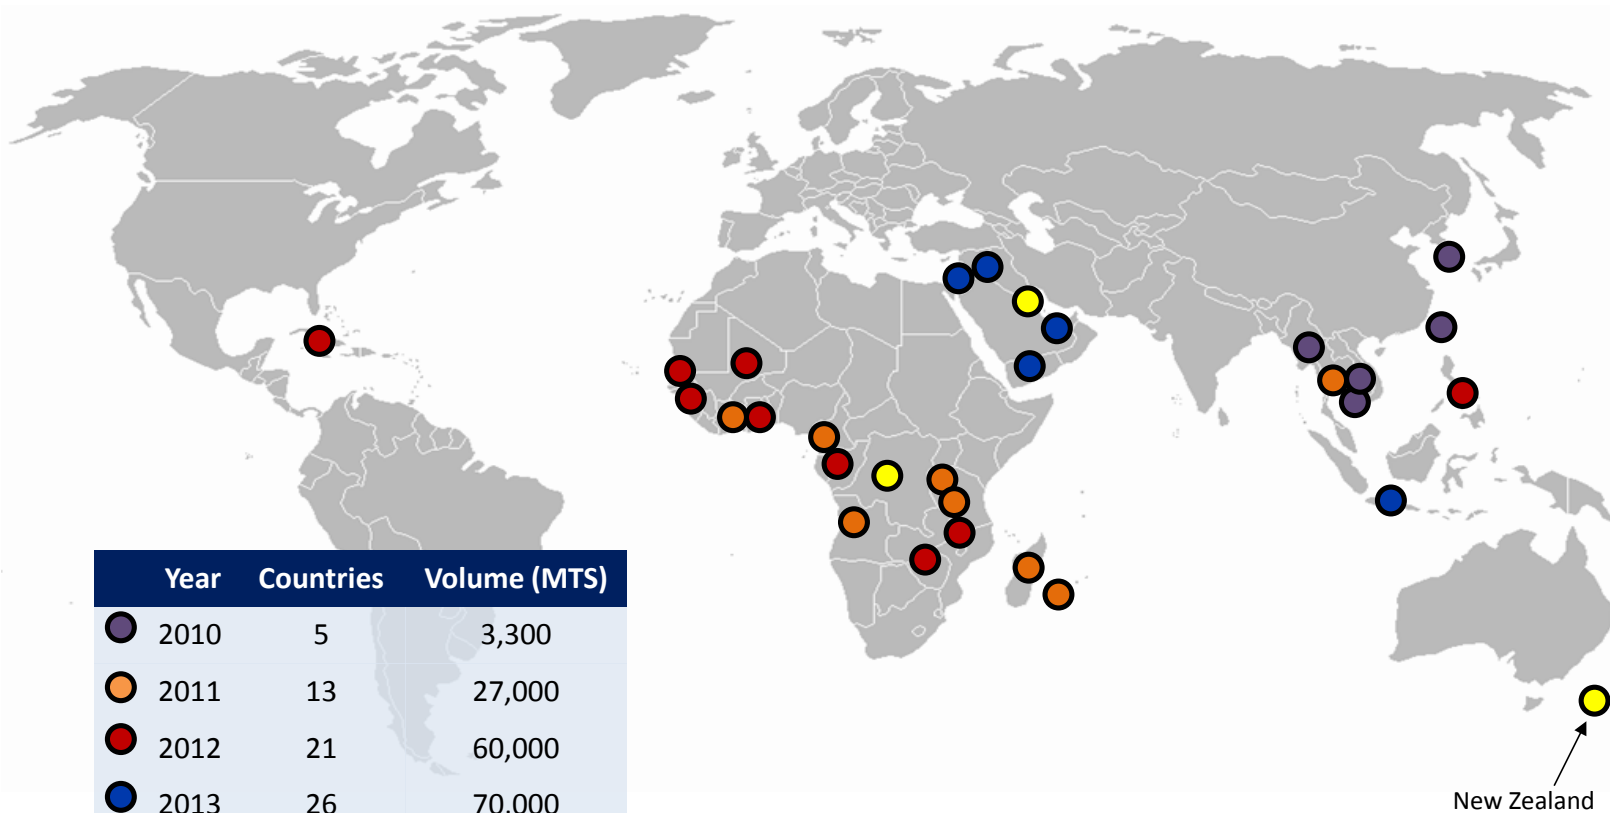 Year Countries Volume (MTS)
2010 5 3,300
2011 13 27,000
2012 21 60,000
2013 26 70,000
New Zealand